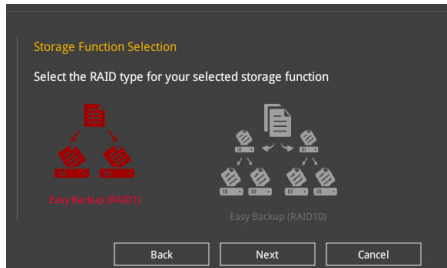 Storage Function Selection
Select the RAID type for your selected storage function
Easy Backup (RAID1)
Easy Backup (RAID10)
Back
Next
Cancel